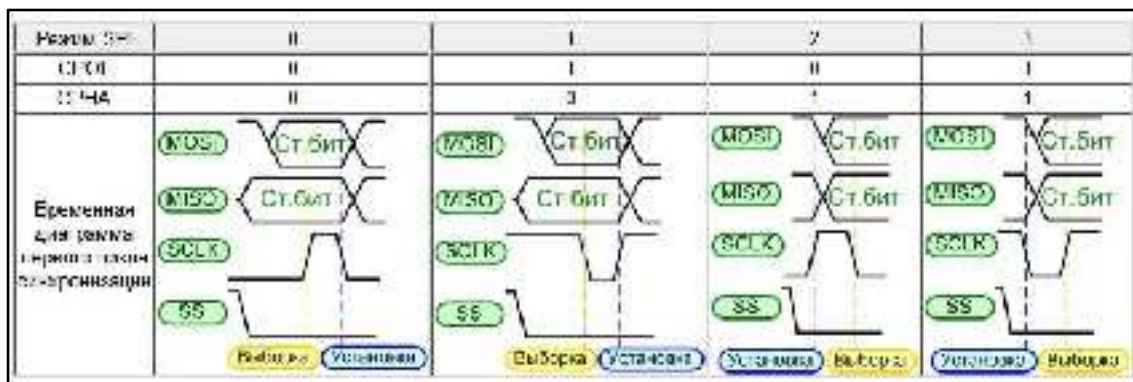 Режим SPI 0 1 2 3
CPOL 0 1 0 1
CPHA 0 0 1 1
MOSI Ст.бит MOSI Ст.бит MOSI Ст.бит MOSI Ст.бит
MISO Ст.бит MISO Ст.бит MISO Ст.бит MISO Ст.бит
Временная
диаграмма
первого цикла
синхронизации
SCLK SCLK SCLK SCLK
SS SS SS SS
Выборка Установка Выборка Установка Установка Выборка Установка Выборка